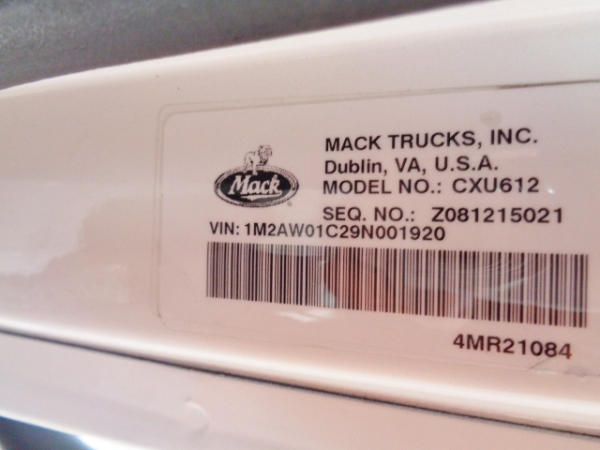 MACK TRUCKS, INC.
Dublin, VA, U.S.A.
Mack
MODEL NO.: CXU612
SEQ. NO.: Z081215021
VIN: 1M2AW01C29N001920
4MR21084